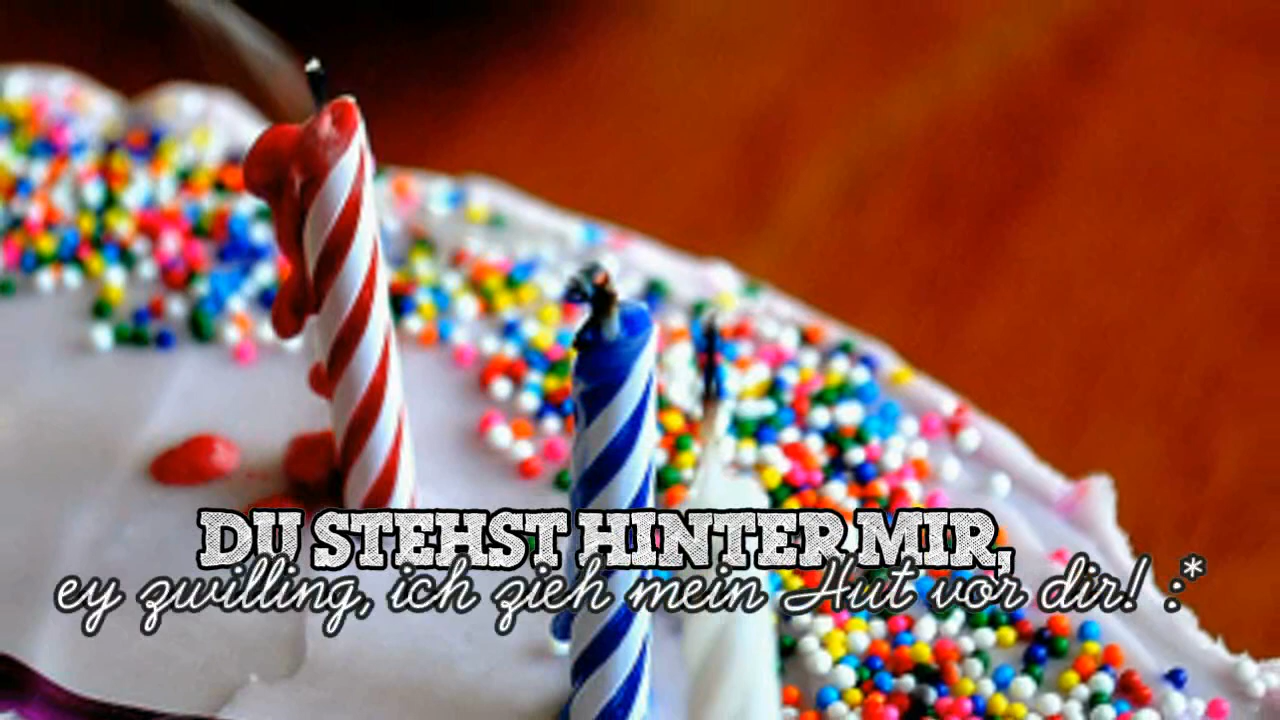 DU STEHST HINTER MIR,
ey zwilling, ich zieh mein Hut vor dir! :*